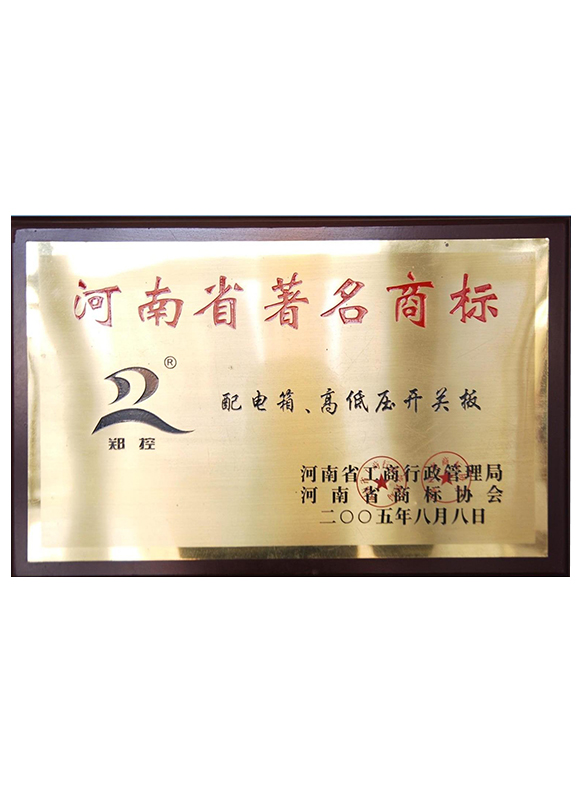 河南省著名商标
®
郑控
配电箱、高低压开关板
河南省工商行政管理局
河南省商标协会
二〇〇五年八月八日